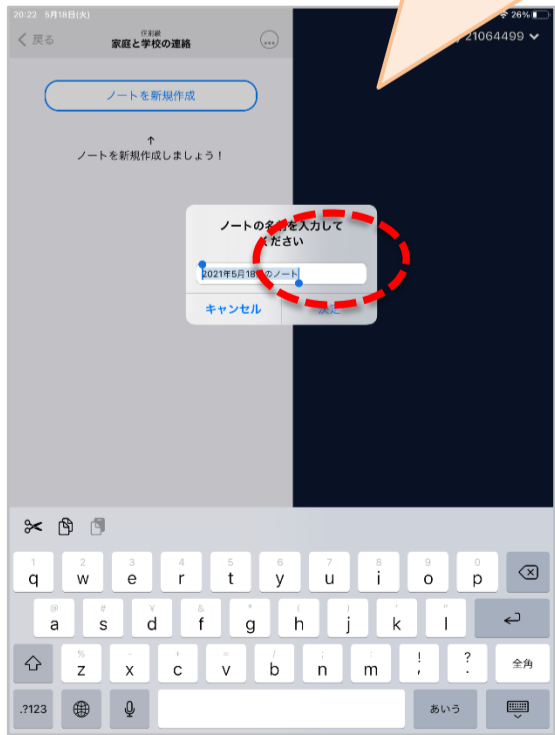 20:22 5月18日(火)
26%
戻る
家庭と学校の連絡
21064499
ノートを新規作成
↑
ノートを新規作成しましょう！
ノートの名前を入力して
ください
2021年5月18日のノート
キャンセル
決定
1 2 3 4 5 6 7 8 9 0
q w e r t y u i o p
@ # ¥ & * ( ) ' "
a s d f g h j k l
% - + = / ; :
z x c v b n m ! , ? .
全角
.?123
あいう